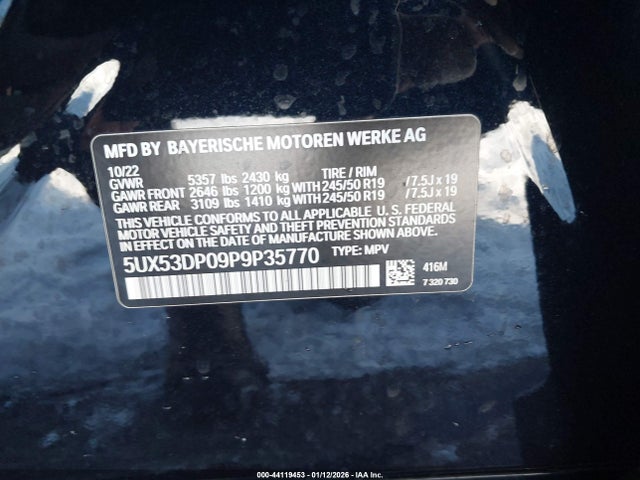 MFD BY BAYERISCHE MOTOREN WERKE AG
10/22
GVWR 5357 lbs 2430 kg TIRE / RIM
GAWR FRONT 2646 lbs 1200 kg WITH 245/50 R19 / 7.5J x 19
GAWR REAR 3109 lbs 1410 kg WITH 245/50 R19 / 7.5J x 19
THIS VEHICLE CONFORMS TO ALL APPLICABLE U. S. FEDERAL
MOTOR VEHICLE SAFETY AND THEFT PREVENTION STANDARDS
IN EFFECT ON THE DATE OF MANUFACTURE SHOWN ABOVE.
5UX53DP09P9P35770 TYPE: MPV
416M
7 320 730
000-44119453 - 01/12/2026 - IAA Inc.